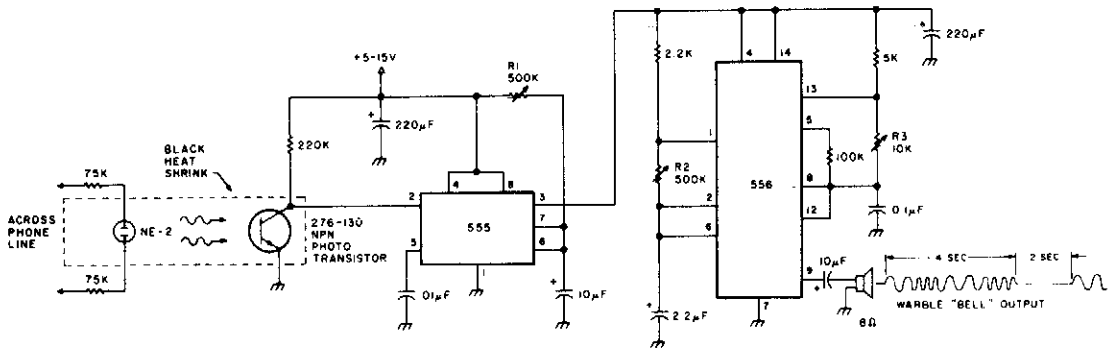 ACROSS
PHONE
LINE
75K
75K
NE-2
BLACK
HEAT
SHRINK
276-130
NPN
PHOTO
TRANSISTOR
220K
+5-15V
+
220µF
R1
500K
2
4
8
3
7
6
5
1
555
.01µF
+
10µF
2.2K
R2
500K
+
2.2µF
1
2
6
4
14
13
5
8
12
9
7
556
5K
+
220µF
100K
R3
10K
0.1µF
10µF
+
8Ω
4 SEC
2 SEC
WARBLE "BELL" OUTPUT